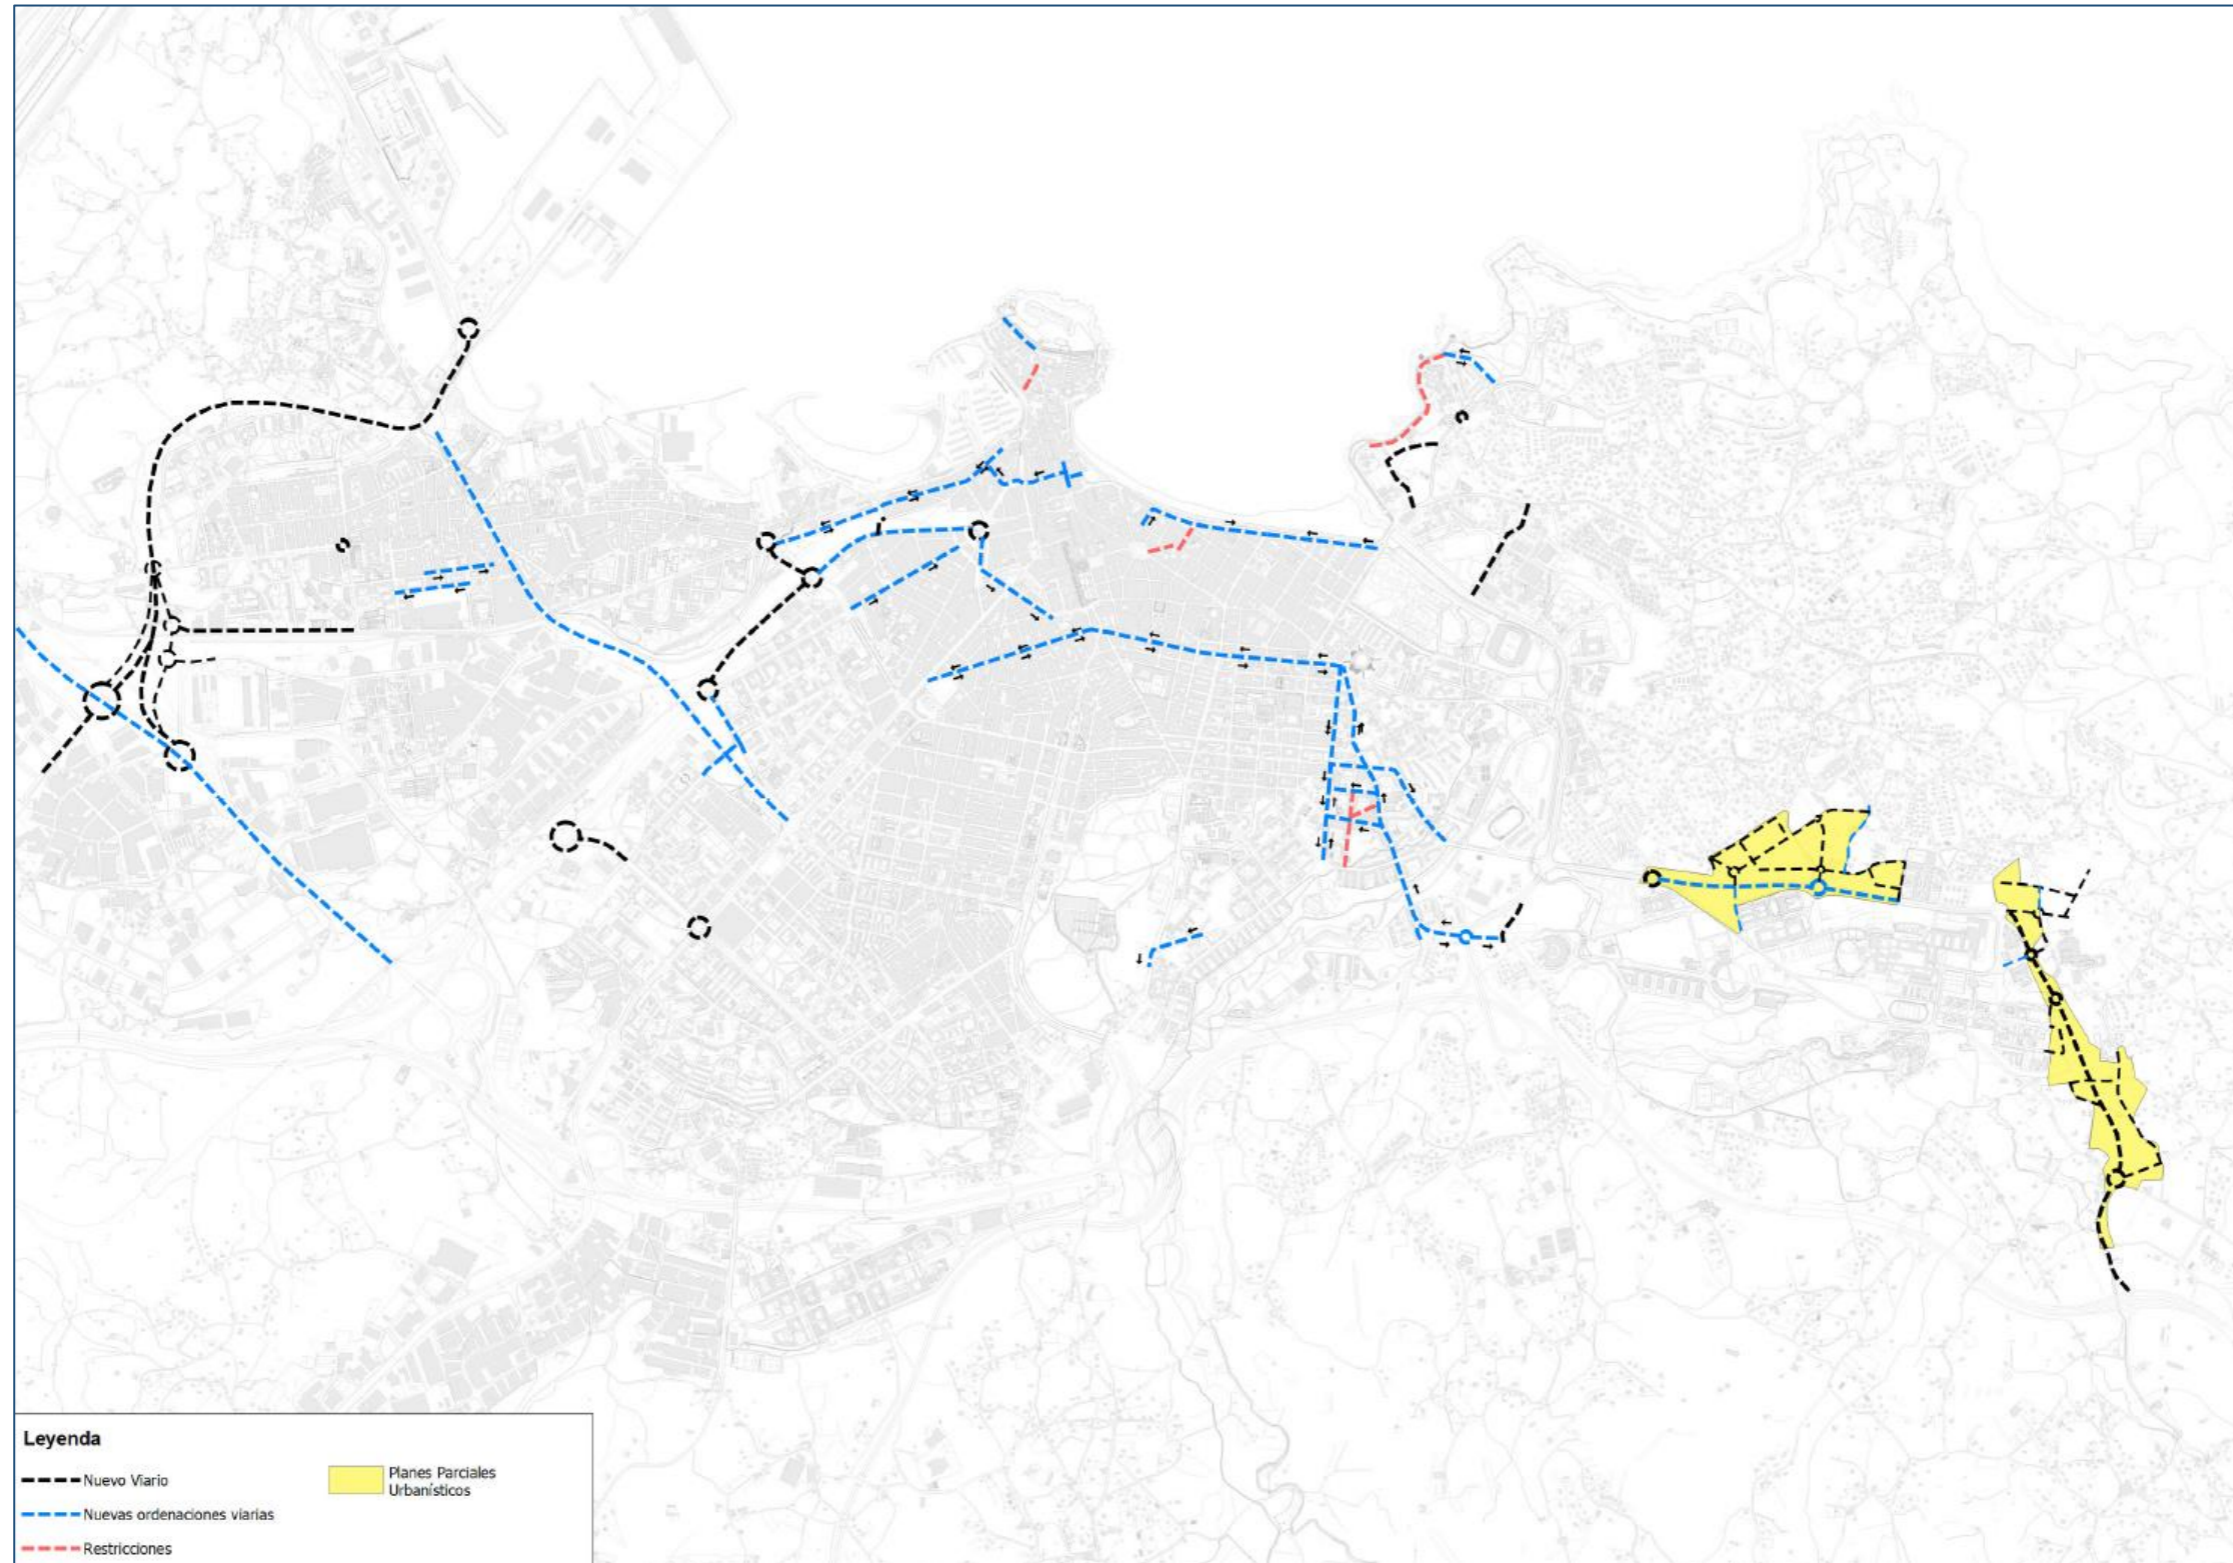 Leyenda
Nuevo Viario
Planes Parciales
Urbanísticos
Nuevas ordenaciones viarias
Restricciones